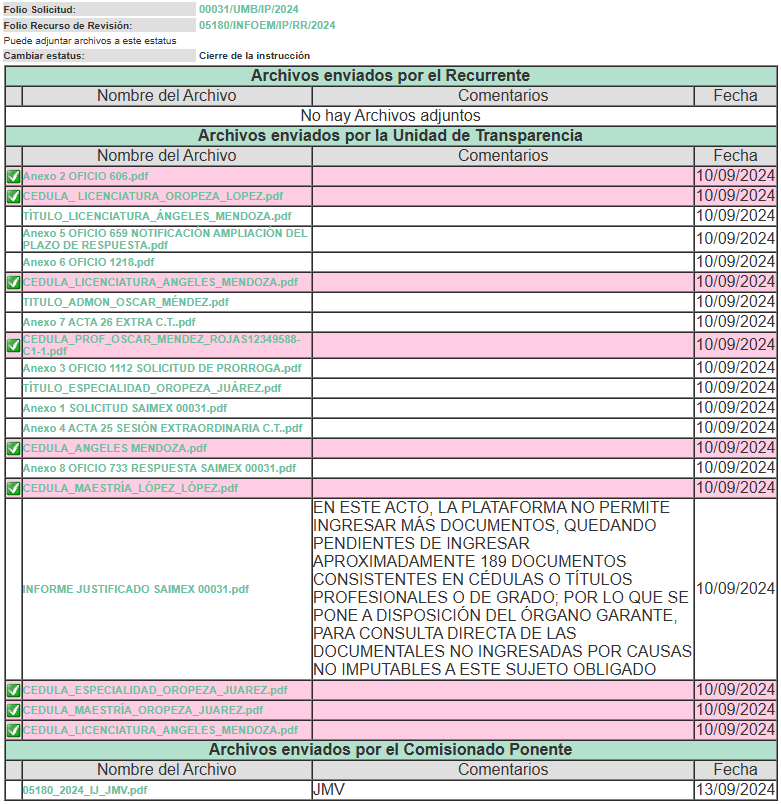 Folio Solicitud: 00031/UMB/IP/2024
Folio Recurso de Revisión: 05180/INFOEM/IP/RR/2024
Puede adjuntar archivos a este estatus
Cambiar estatus: Cierre de la instrucción
Archivos enviados por el Recurrente
Nombre del Archivo Comentarios Fecha
No hay Archivos adjuntos
Archivos enviados por la Unidad de Transparencia
Nombre del Archivo Comentarios Fecha
Anexo 2 OFICIO 606.pdf 10/09/2024
CEDULA_ LICENCIATURA_OROPEZA_LOPEZ.pdf 10/09/2024
TÍTULO_LICENCIATURA_ÁNGELES_MENDOZA.pdf 10/09/2024
Anexo 5 OFICIO 659 NOTIFICACIÓN AMPLIACIÓN DEL
PLAZO DE RESPUESTA.pdf 10/09/2024
Anexo 6 OFICIO 1218.pdf 10/09/2024
CEDULA_LICENCIATURA_ANGELES_MENDOZA.pdf 10/09/2024
TITULO_ADMON_OSCAR_MÉNDEZ.pdf 10/09/2024
Anexo 7 ACTA 26 EXTRA C.T..pdf 10/09/2024
CEDULA_PROF_OSCAR_MENDEZ_ROJAS12349588-
C1-1.pdf 10/09/2024
Anexo 3 OFICIO 1112 SOLICITUD DE PRORROGA.pdf 10/09/2024
TÍTULO_ESPECIALIDAD_OROPEZA_JUÁREZ.pdf 10/09/2024
Anexo 1 SOLICITUD SAIMEX 00031.pdf 10/09/2024
Anexo 4 ACTA 25 SESIÓN EXTRAORDINARIA C.T..pdf 10/09/2024
CEDULA_ANGELES MENDOZA.pdf 10/09/2024
Anexo 8 OFICIO 733 RESPUESTA SAIMEX 00031.pdf 10/09/2024
CEDULA_MAESTRÍA_LÓPEZ_LÓPEZ.pdf 10/09/2024
INFORME JUSTIFICADO SAIMEX 00031.pdf
EN ESTE ACTO, LA PLATAFORMA NO PERMITE
INGRESAR MÁS DOCUMENTOS, QUEDANDO
PENDIENTES DE INGRESAR
APROXIMADAMENTE 189 DOCUMENTOS
CONSISTENTES EN CÉDULAS O TÍTULOS
PROFESIONALES O DE GRADO; POR LO QUE SE
PONE A DISPOSICIÓN DEL ÓRGANO GARANTE,
PARA CONSULTA DIRECTA DE LAS
DOCUMENTALES NO INGRESADAS POR CAUSAS
NO IMPUTABLES A ESTE SUJETO OBLIGADO
10/09/2024
CEDULA_ESPECIALIDAD_OROPEZA_JUAREZ.pdf 10/09/2024
CEDULA_MAESTRÍA_OROPEZA_JUAREZ.pdf 10/09/2024
CEDULA_LICENCIATURA_ANGELES_MENDOZA.pdf 10/09/2024
Archivos enviados por el Comisionado Ponente
Nombre del Archivo Comentarios Fecha
05180_2024_IJ_JMV.pdf JMV 13/09/2024